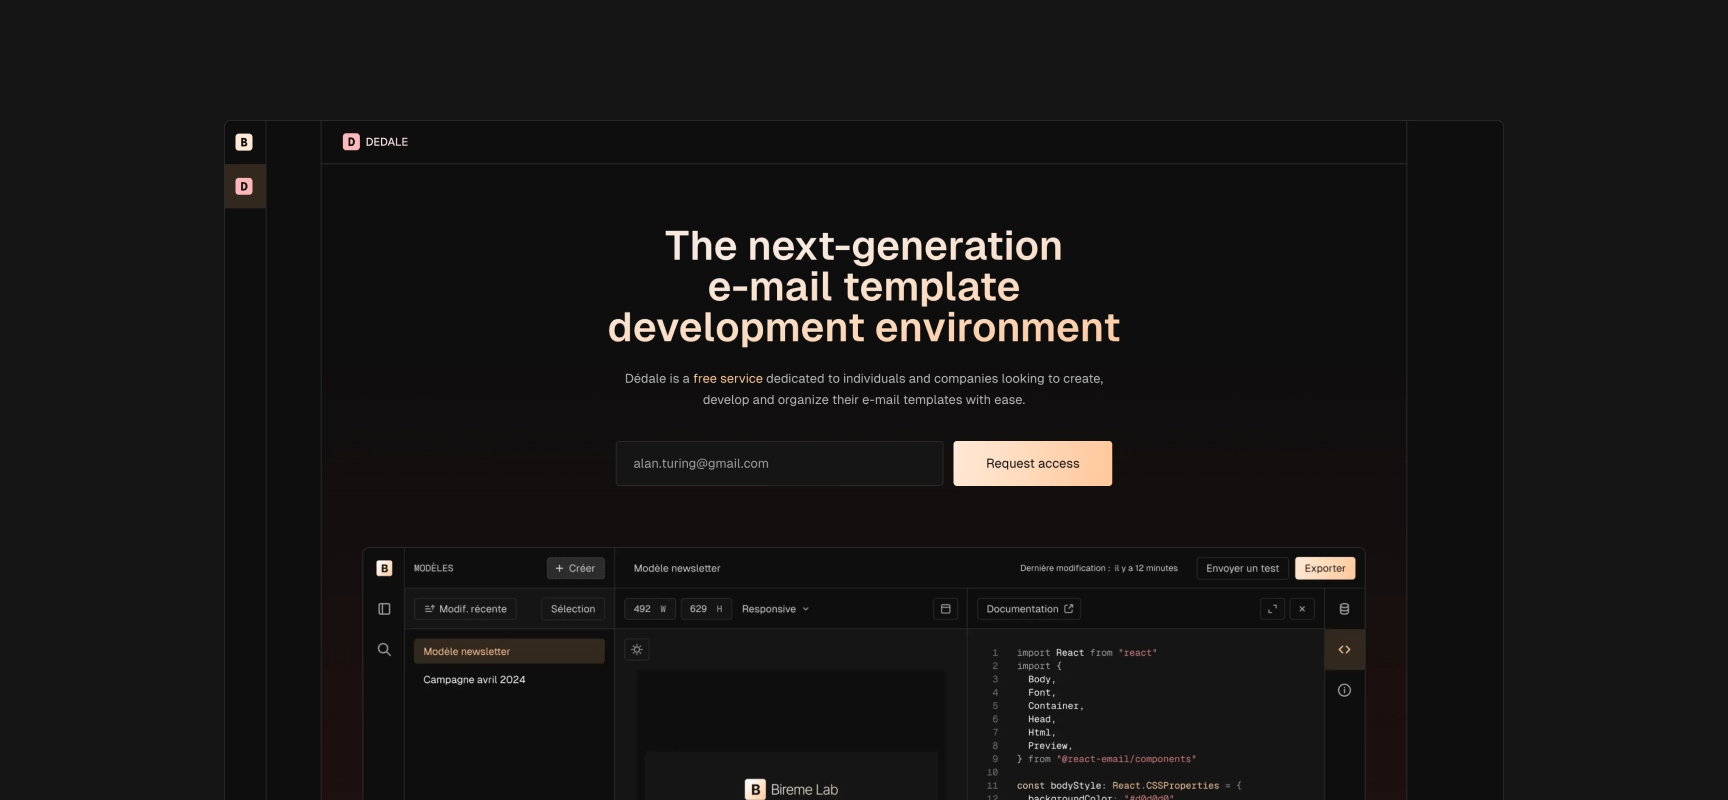 B
D DEDALE
D
The next-generation
e-mail template
development environment
Dédale is a free service dedicated to individuals and companies looking to create,
develop and organize their e-mail templates with ease.
alan.turing@gmail.com
Request access
B
MODÈLES
+ Créer
Modèle newsletter
Dernière modification : il y a 12 minutes
Envoyer un test
Exporter
Modif. récente
Sélection
492 W
629 H
Responsive
Documentation
Modèle newsletter
Campagne avril 2024
B Bireme Lab
1 import React from "react"
2 import {
3 Body,
4 Font,
5 Container,
6 Head,
7 Html,
8 Preview,
9 } from "@react-email/components"
10
11 const bodyStyle: React.CSSProperties = {
12 backgroundColor: "#d0d0d0"